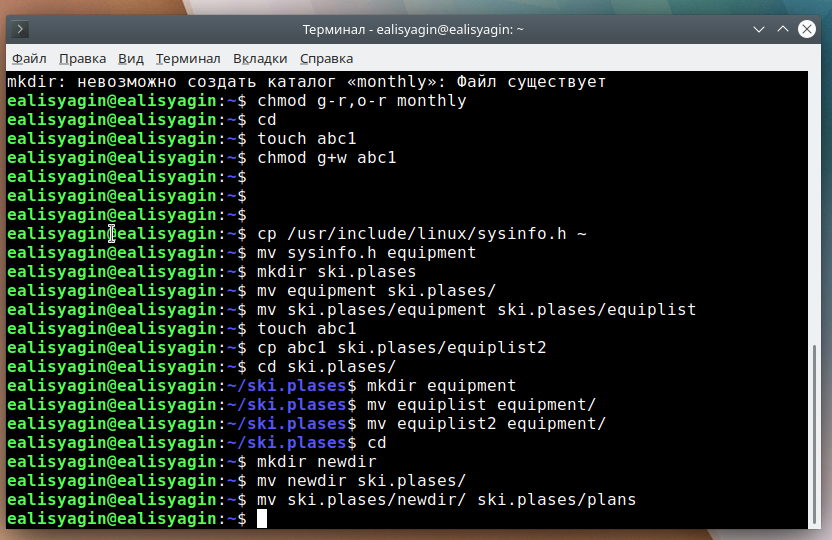 Терминал - ealisyagin@ealisyagin: ~
Файл Правка Вид Терминал Вкладки Справка
mkdir: невозможно создать каталог «monthly»: Файл существует
ealisyagin@ealisyagin:~$ chmod g-r,o-r monthly
ealisyagin@ealisyagin:~$ cd
ealisyagin@ealisyagin:~$ touch abc1
ealisyagin@ealisyagin:~$ chmod g+w abc1
ealisyagin@ealisyagin:~$
ealisyagin@ealisyagin:~$
ealisyagin@ealisyagin:~$
ealisyagin@ealisyagin:~$ cp /usr/include/linux/sysinfo.h ~
ealisyagin@ealisyagin:~$ mv sysinfo.h equipment
ealisyagin@ealisyagin:~$ mkdir ski.plases
ealisyagin@ealisyagin:~$ mv equipment ski.plases/
ealisyagin@ealisyagin:~$ mv ski.plases/equipment ski.plases/equiplist
ealisyagin@ealisyagin:~$ touch abc1
ealisyagin@ealisyagin:~$ cp abc1 ski.plases/equiplist2
ealisyagin@ealisyagin:~$ cd ski.plases/
ealisyagin@ealisyagin:~/ski.plases$ mkdir equipment
ealisyagin@ealisyagin:~/ski.plases$ mv equiplist equipment/
ealisyagin@ealisyagin:~/ski.plases$ mv equiplist2 equipment/
ealisyagin@ealisyagin:~/ski.plases$ cd
ealisyagin@ealisyagin:~$ mkdir newdir
ealisyagin@ealisyagin:~$ mv newdir ski.plases/
ealisyagin@ealisyagin:~$ mv ski.plases/newdir/ ski.plases/plans
ealisyagin@ealisyagin:~$